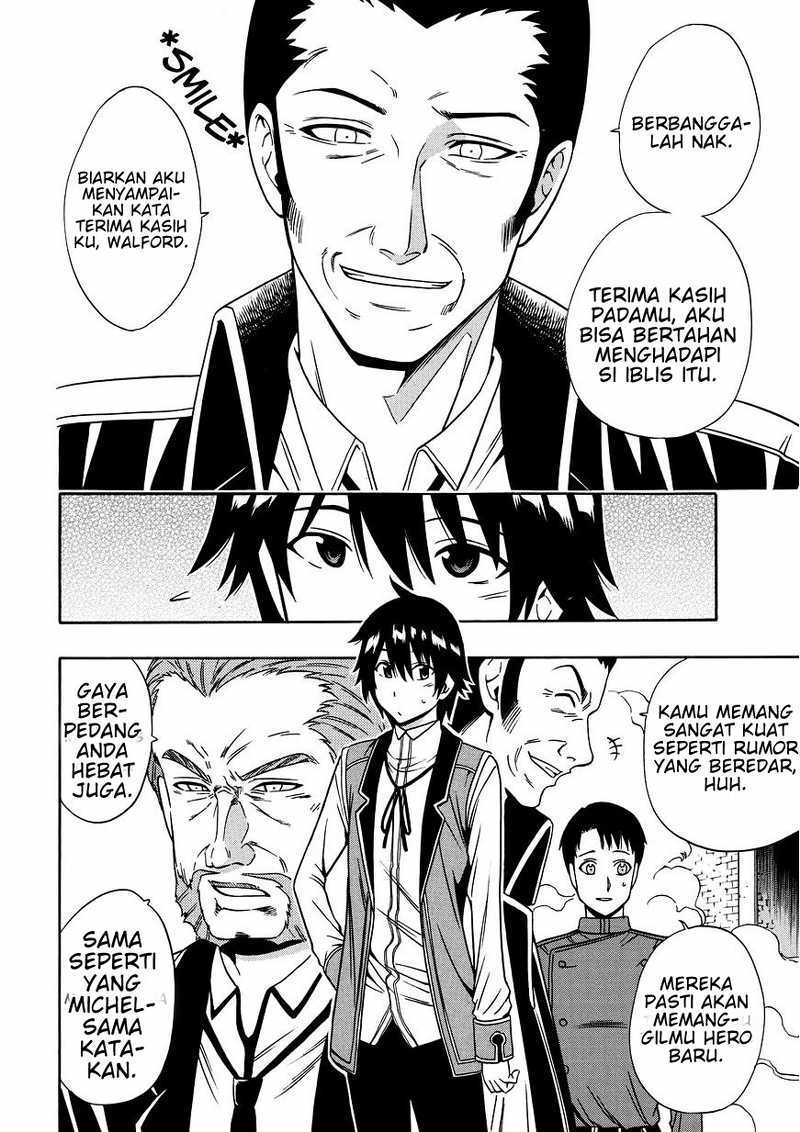 BERBANGGA-
LAH NAK.
TERIMA KASIH
PADAMU, AKU
BISA BERTAHAN
MENGHADAPI
SI IBLIS ITU.
*SMILE*
BIARKAN AKU
MENYAMPAI-
KAN KATA
TERIMA KASIH
KU, WALFORD.
KAMU MEMANG
SANGAT KUAT
SEPERTI RUMOR
YANG BEREDAR,
HUH.
MEREKA
PASTI AKAN
MEMANG-
GILMU HERO
BARU.
GAYA
BER-
PEDANG
ANDA
HEBAT
JUGA.
SAMA
SEPERTI
YANG
MICHEL-
SAMA
KATA-
KAN.